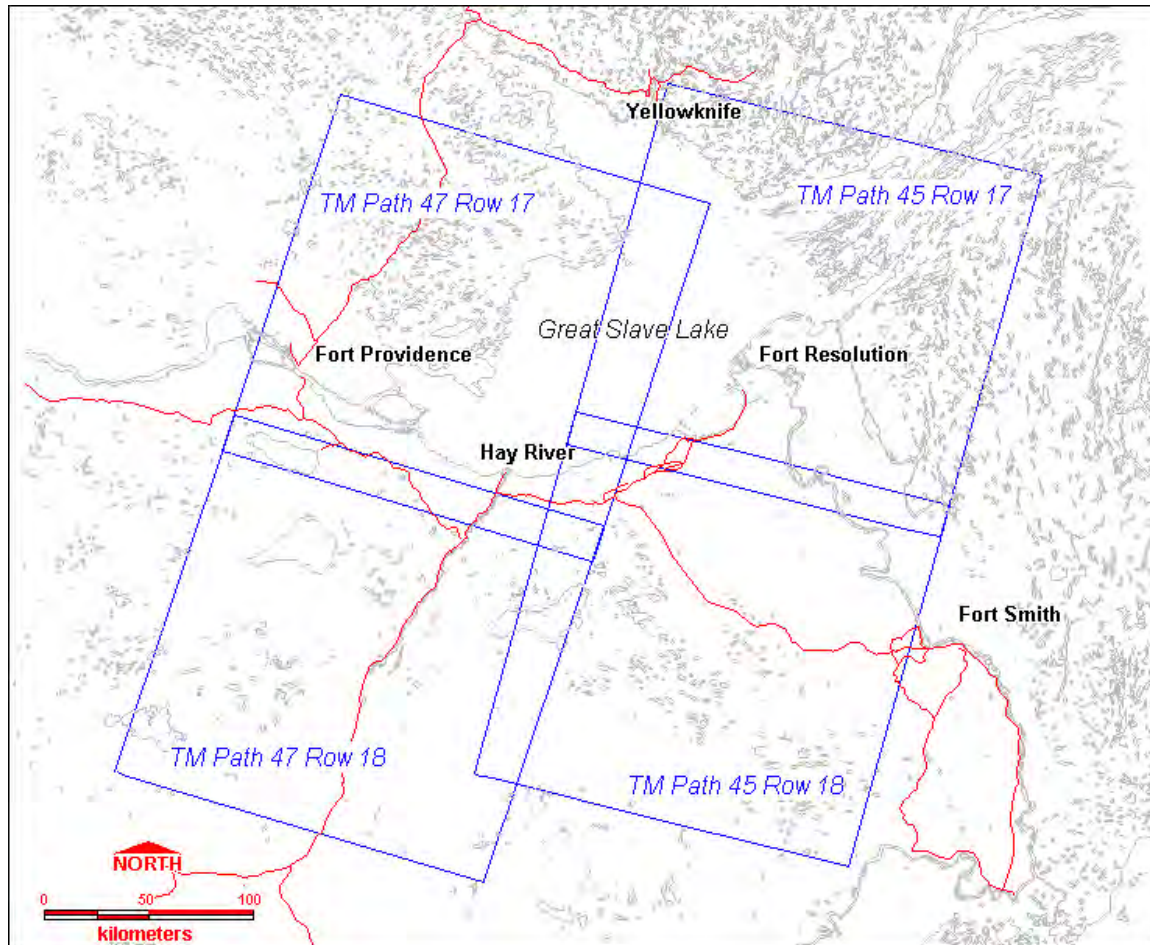 Yellowknife
TM Path 47 Row 17
TM Path 45 Row 17
Great Slave Lake
Fort Providence
Fort Resolution
Hay River
Fort Smith
TM Path 47 Row 18
TM Path 45 Row 18
NORTH
0 50 100
kilometers